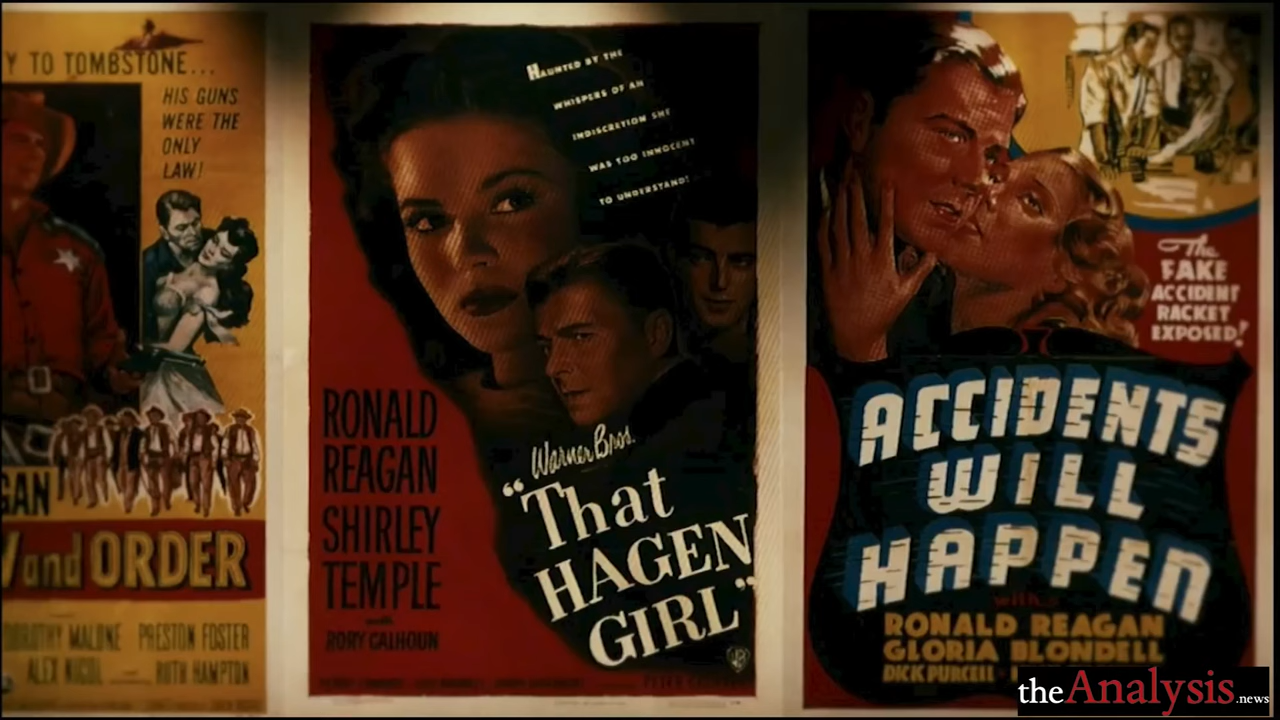 Y TO TOMBSTONE...
HIS GUNS
WERE THE
ONLY
LAW!
GAN
and ORDER
DOROTHY MALONE PRESTON FOSTER
ALEX NICOL RUTH HAMPTON
HAUNTED BY THE
WHISPERS OF AN
INDISCRETION SHE
WAS TOO INNOCENT
TO UNDERSTAND!
RONALD
REAGAN
SHIRLEY
TEMPLE
with
RORY CALHOUN
Warner Bros.
"That
HAGEN
GIRL"
WB
The
FAKE
ACCIDENT
RACKET
EXPOSED!
ACCIDENTS
WILL
HAPPEN
with
RONALD REAGAN
GLORIA BLONDELL
DICK PURCELL
theAnalysis.news